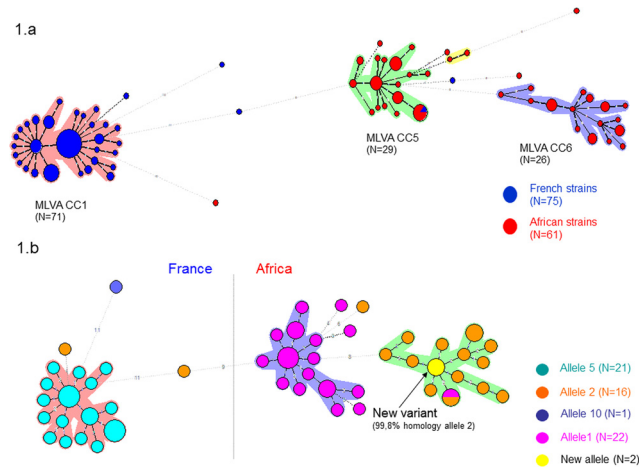 1.a
MLVA CC1
(N=71)
MLVA CC5
(N=29)
MLVA CC6
(N=26)
French strains
(N=75)
African strains
(N=61)
1.b
France
Africa
11
11
9
New variant
(99,8% homology allele 2)
Allele 5 (N=21)
Allele 2 (N=16)
Allele 10 (N=1)
Allele1 (N=22)
New allele (N=2)